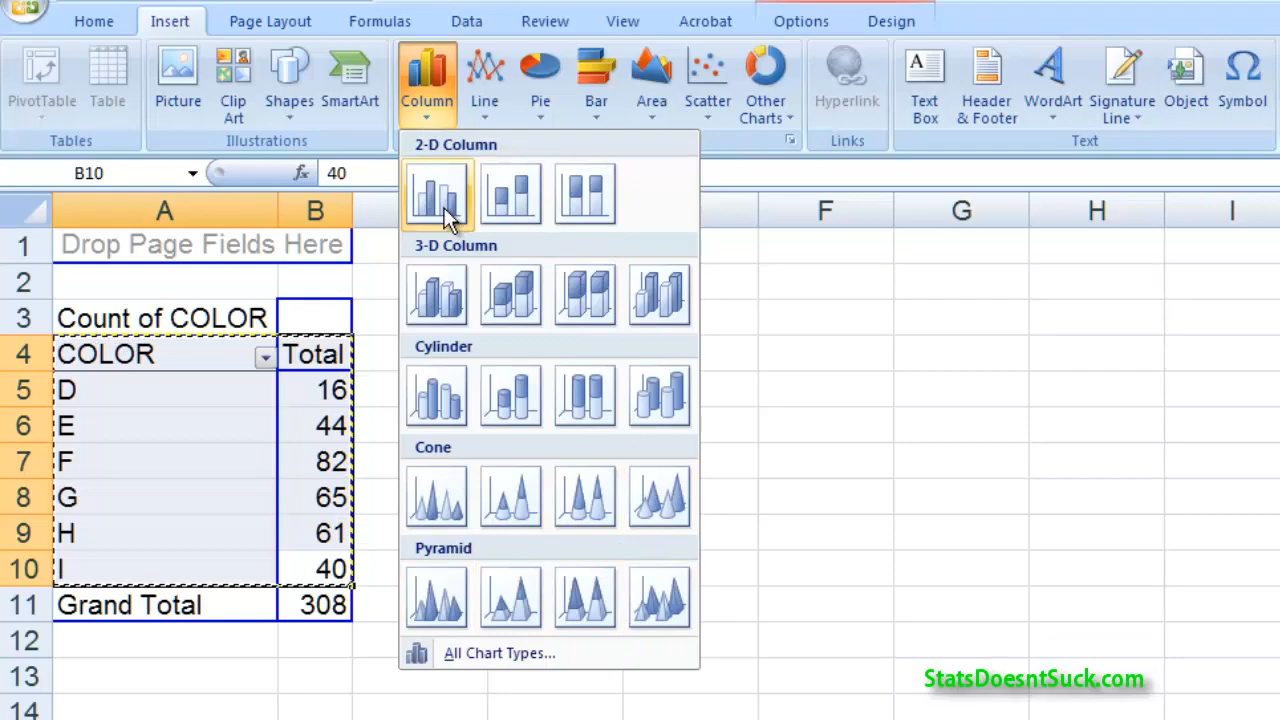 Home Insert Page Layout Formulas Data Review View Acrobat Options Design
PivotTable Table Picture Clip Art Shapes SmartArt Column Line Pie Bar Area Scatter Other Charts Hyperlink Text Box Header & Footer WordArt Signature Line Object Symbol
Tables Illustrations Links Text
B10 fx 40
2-D Column
3-D Column
Cylinder
Cone
Pyramid
All Chart Types...
A B F G H I
1 Drop Page Fields Here
2
3 Count of COLOR
4 COLOR Total
5 D 16
6 E 44
7 F 82
8 G 65
9 H 61
10 I 40
11 Grand Total 308
12
13
14
StatsDoesntSuck.com